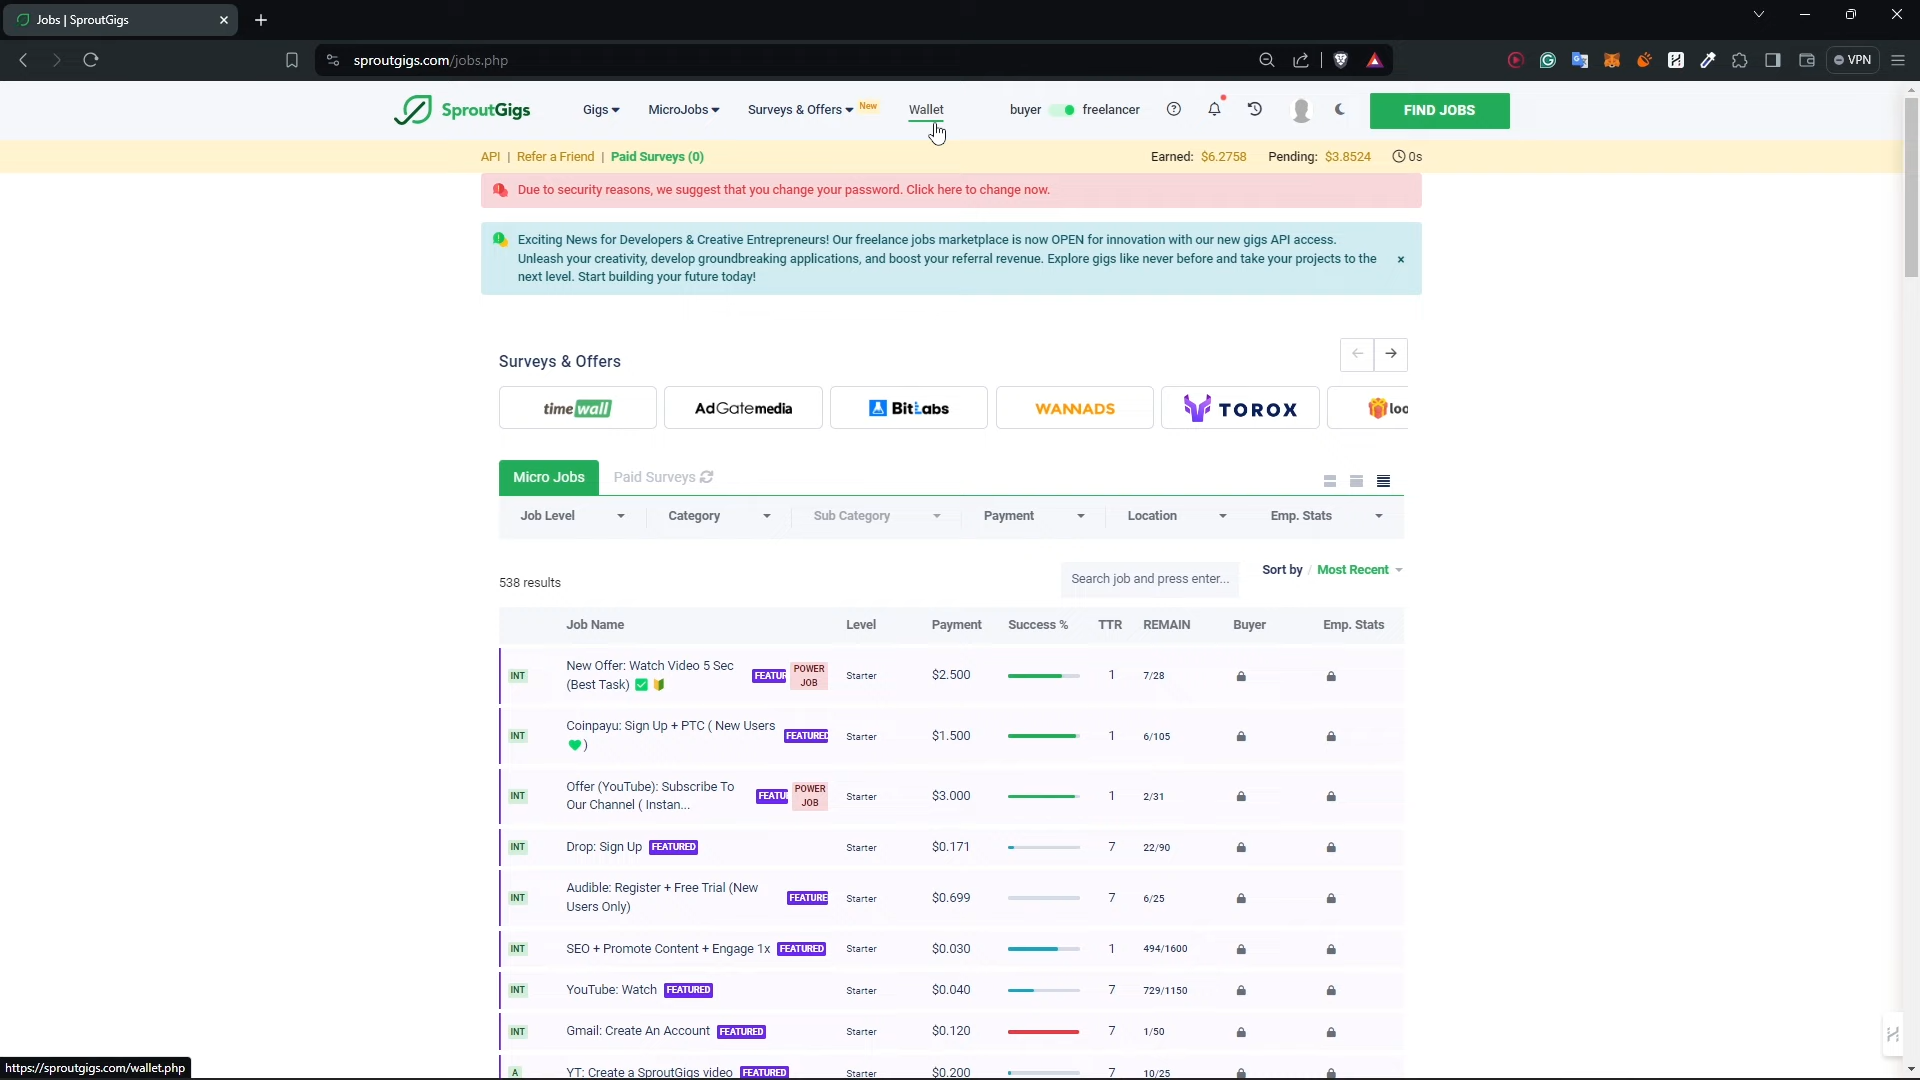 Jobs | SproutGigs
sproutgigs.com/jobs.php
VPN
SproutGigs
Gigs
MicroJobs
Surveys & Offers
New
Wallet
buyer
freelancer
FIND JOBS
API | Refer a Friend | Paid Surveys (0)
Earned: $6.2758 Pending: $3.8524 0s
Due to security reasons, we suggest that you change your password. Click here to change now.
Exciting News for Developers & Creative Entrepreneurs! Our freelance jobs marketplace is now OPEN for innovation with our new gigs API access.
Unleash your creativity, develop groundbreaking applications, and boost your referral revenue. Explore gigs like never before and take your projects to the
next level. Start building your future today!
Surveys & Offers
timewall
AdGatemedia
BitLabs
WANNADS
TOROX
loo
Micro Jobs
Paid Surveys
Job Level
Category
Sub Category
Payment
Location
Emp. Stats
538 results
Search job and press enter...
Sort by / Most Recent
Job Name Level Payment Success % TTR REMAIN Buyer Emp. Stats
INT New Offer: Watch Video 5 Sec FEATUR POWER JOB Starter $2.500 1 7/28
(Best Task)
INT Coinpayu: Sign Up + PTC ( New Users FEATURED Starter $1.500 1 6/105
)
INT Offer (YouTube): Subscribe To FEATU POWER JOB Starter $3.000 1 2/31
Our Channel ( Instan...
INT Drop: Sign Up FEATURED Starter $0.171 7 22/90
INT Audible: Register + Free Trial (New FEATURE Starter $0.699 7 6/25
Users Only)
INT SEO + Promote Content + Engage 1x FEATURED Starter $0.030 1 494/1600
INT YouTube: Watch FEATURED Starter $0.040 7 729/1150
INT Gmail: Create An Account FEATURED Starter $0.120 7 1/50
A YT: Create a SproutGigs video FEATURED Starter $0.200 7 10/25
https://sproutgigs.com/wallet.php